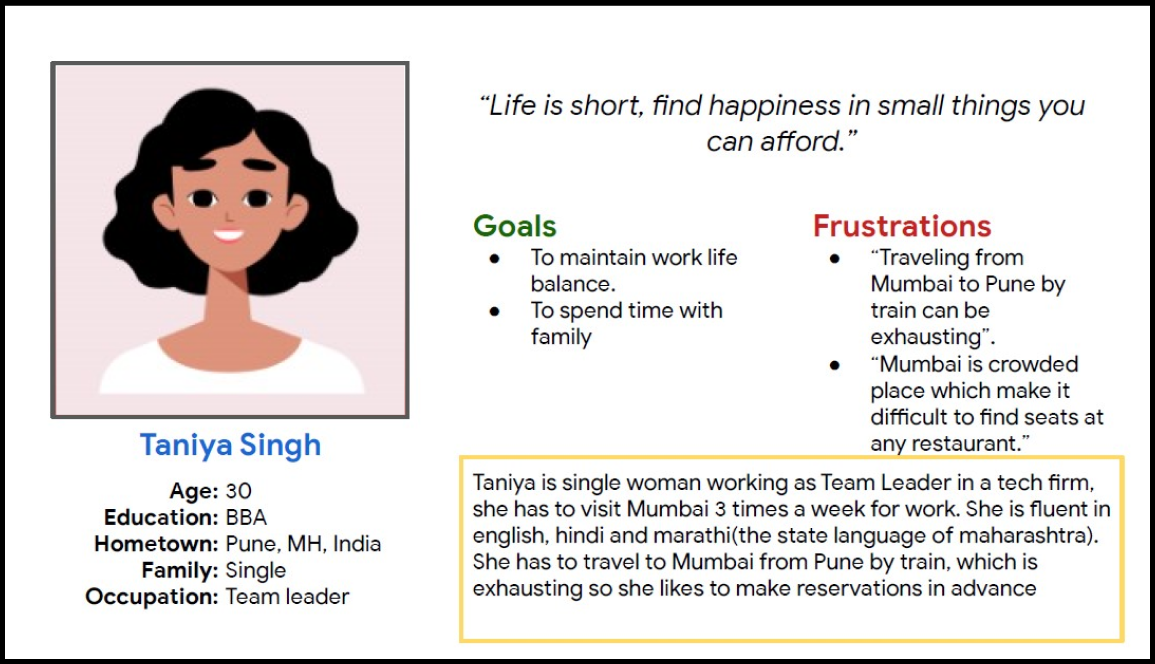 “Life is short, find happiness in small things you
can afford.”
Goals
● To maintain work life
balance.
● To spend time with
family
Frustrations
● “Traveling from
Mumbai to Pune by
train can be
exhausting”.
● “Mumbai is crowded
place which make it
difficult to find seats at
any restaurant.”
Taniya Singh
Age: 30
Education: BBA
Hometown: Pune, MH, India
Family: Single
Occupation: Team leader
Taniya is single woman working as Team Leader in a tech firm,
she has to visit Mumbai 3 times a week for work. She is fluent in
english, hindi and marathi(the state language of maharashtra).
She has to travel to Mumbai from Pune by train, which is
exhausting so she likes to make reservations in advance